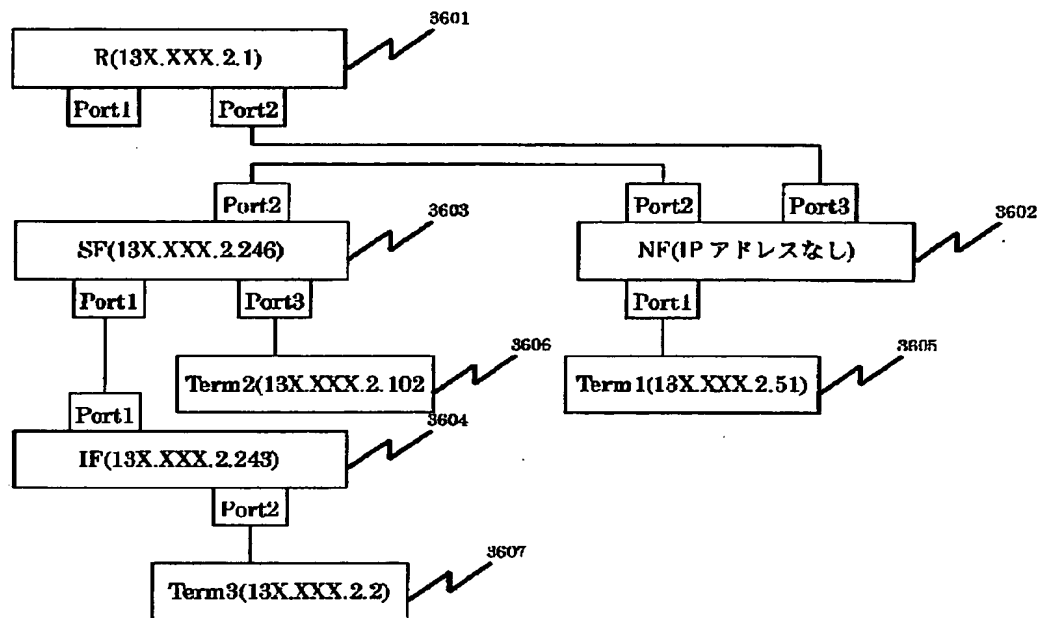 3601
R(13X.XXX.2.1)
Port1
Port2
Port2
Port2
Port3
3603
3602
SF(13X.XXX.2.246)
NF(IP アドレスなし)
Port1
Port3
Port1
3606
3605
Term2(13X.XXX.2.102
Term1(13X.XXX.2.51)
Port1
3604
IF(13X.XXX.2.243)
Port2
3607
Term3(13X.XXX.2.2)